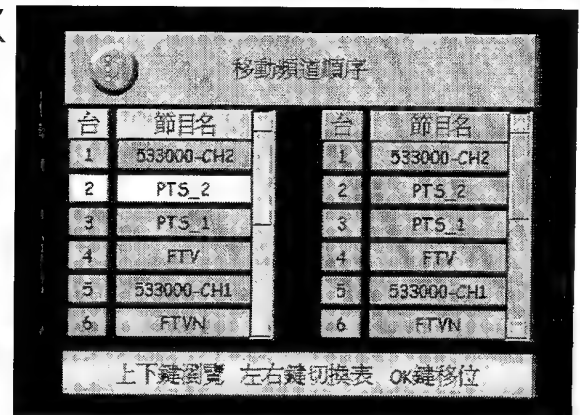 移動頻道順序
台 節目名 台 節目名
1 533000-CH2 1 533000-CH2
2 PTS_2 2 PTS_2
3 PTS_1 3 PTS_1
4 FTV 4 FTV
5 533000-CH1 5 533000-CH1
6 FTVN 6 FTVN
上下鍵瀏覽 左右鍵切換表 OK鍵移位